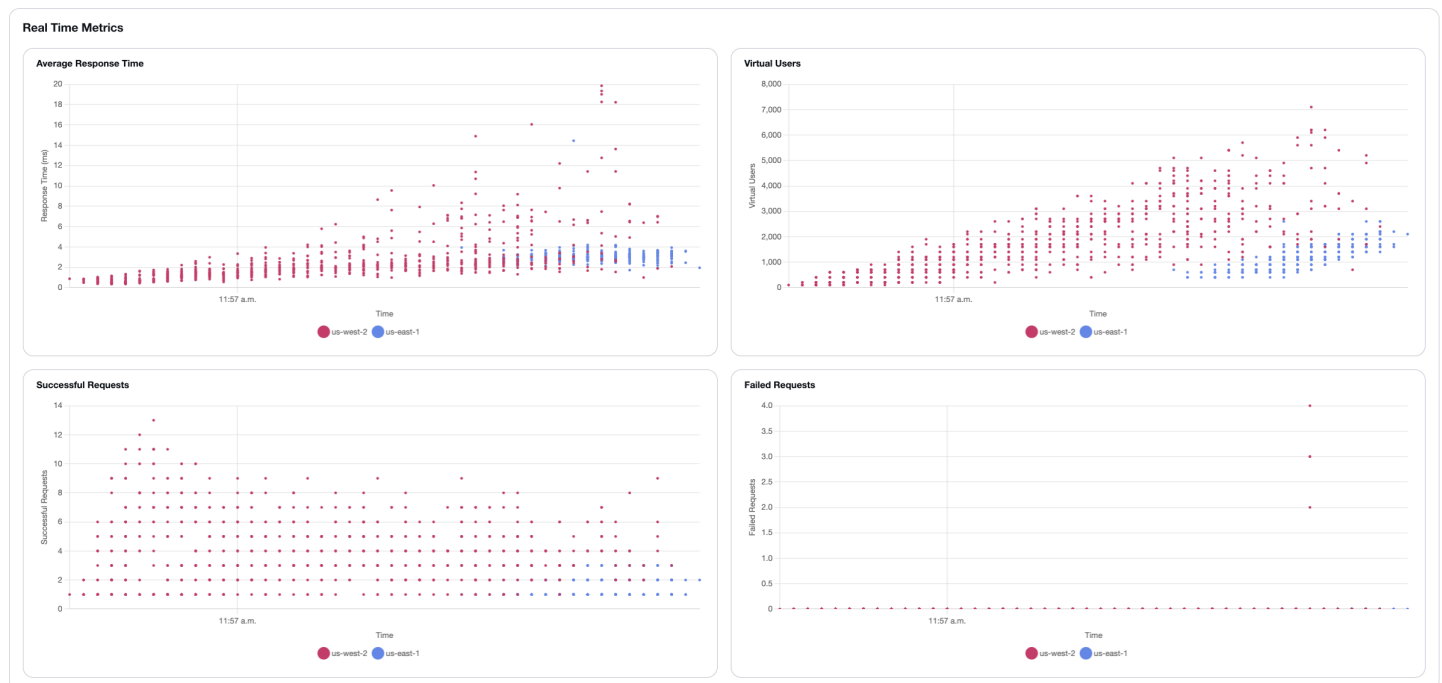 Real Time Metrics
Average Response Time
20
18
16
14
12
10
8
6
4
2
0
Response Time (ms)
11:57 a.m.
Time
us-west-2 us-east-1
Virtual Users
8,000
7,000
6,000
5,000
4,000
3,000
2,000
1,000
0
Virtual Users
11:57 a.m.
Time
us-west-2 us-east-1
Successful Requests
14
12
10
8
6
4
2
0
Successful Requests
11:57 a.m.
Time
us-west-2 us-east-1
Failed Requests
4.0
3.5
3.0
2.5
2.0
1.5
1.0
0.5
0
Failed Requests
11:57 a.m.
Time
us-west-2 us-east-1